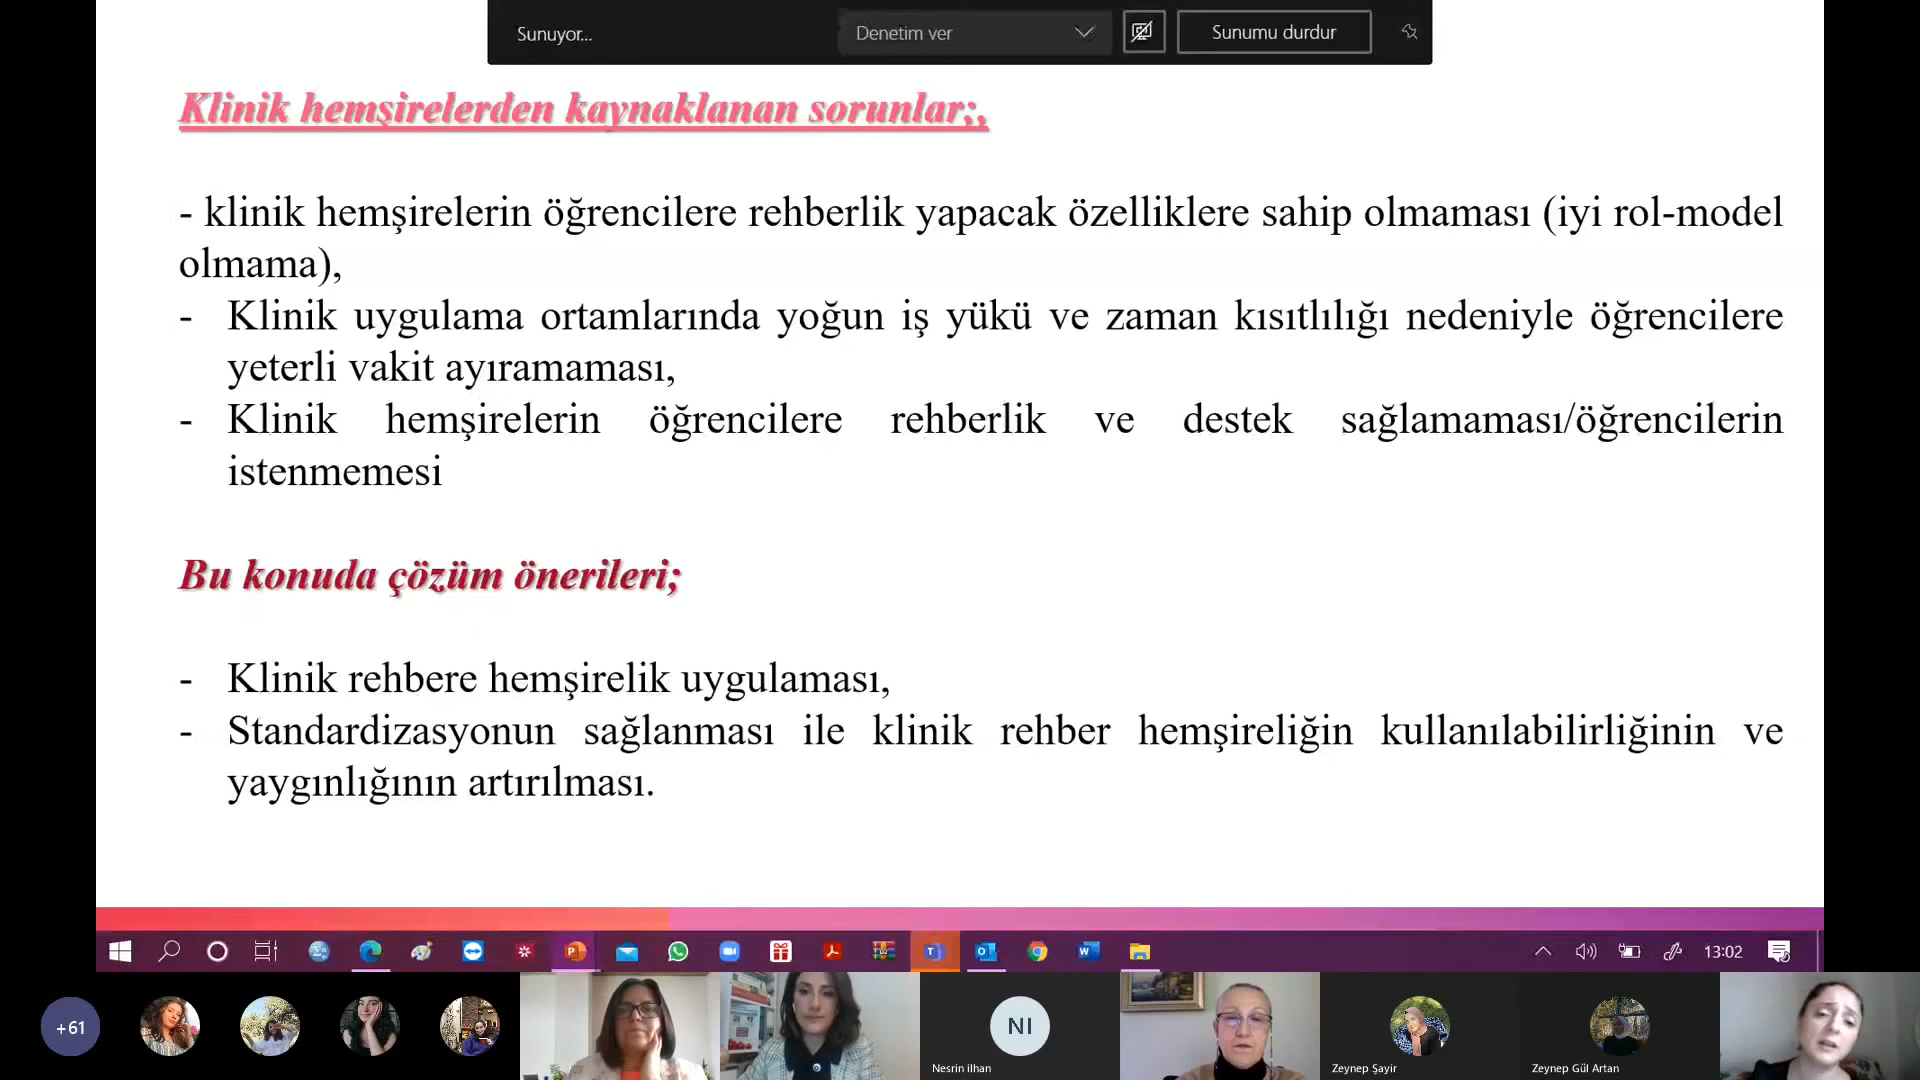 Sunuyor...
Denetim ver
Sunumu durdur
Klinik hemşirelerden kaynaklanan sorunlar;,
- klinik hemşirelerin öğrencilere rehberlik yapacak özelliklere sahip olmaması (iyi rol-model
olmama),
- Klinik uygulama ortamlarında yoğun iş yükü ve zaman kısıtlılığı nedeniyle öğrencilere
yeterli vakit ayıramaması,
- Klinik hemşirelerin öğrencilere rehberlik ve destek sağlamaması/öğrencilerin
istenmemesi
Bu konuda çözüm önerileri;
- Klinik rehbere hemşirelik uygulaması,
- Standardizasyonun sağlanması ile klinik rehber hemşireliğin kullanılabilirliğinin ve
yaygınlığının artırılması.
13:02
+61
NI
Nesrin ilhan
Zeynep Şayir
Zeynep Gül Artan